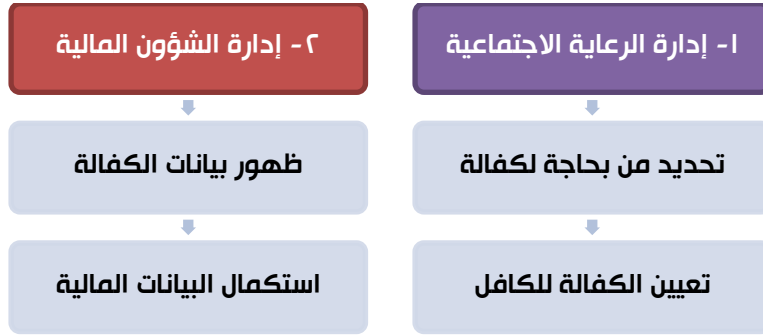 ١- إدارة الرعاية الاجتماعية
تحديد من بحاجة لكفالة
تعيين الكفالة للكافل
٢- إدارة الشؤون المالية
ظهور بيانات الكفالة
استكمال البيانات المالية